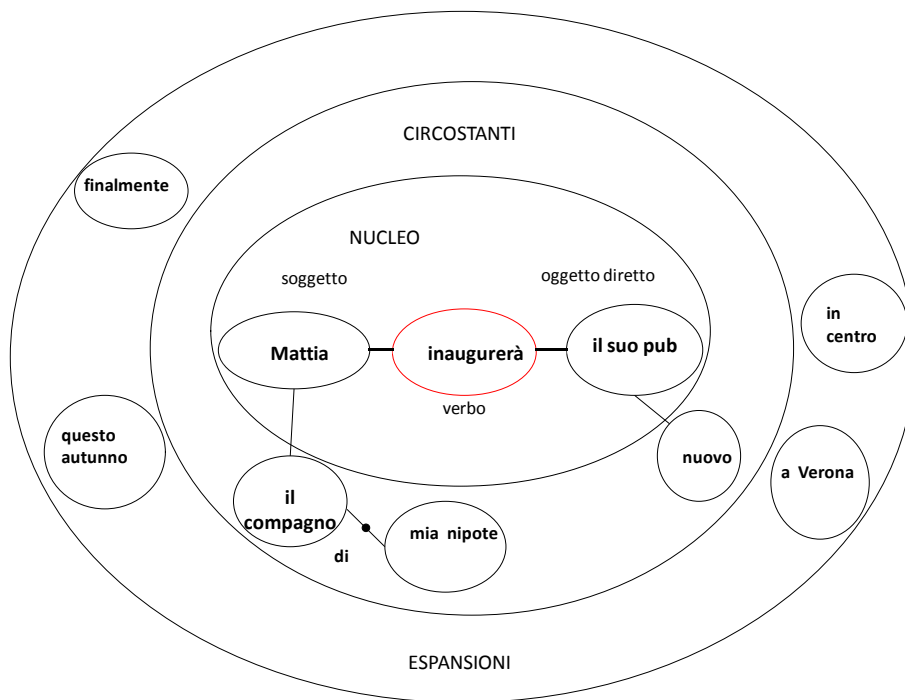 CIRCOSTANTI
finalmente
NUCLEO
soggetto
oggetto diretto
in
centro
Mattia
inaugurerà
il suo pub
verbo
questo
autunno
nuovo
a Verona
il
compagno
di
mia nipote
ESPANSIONI